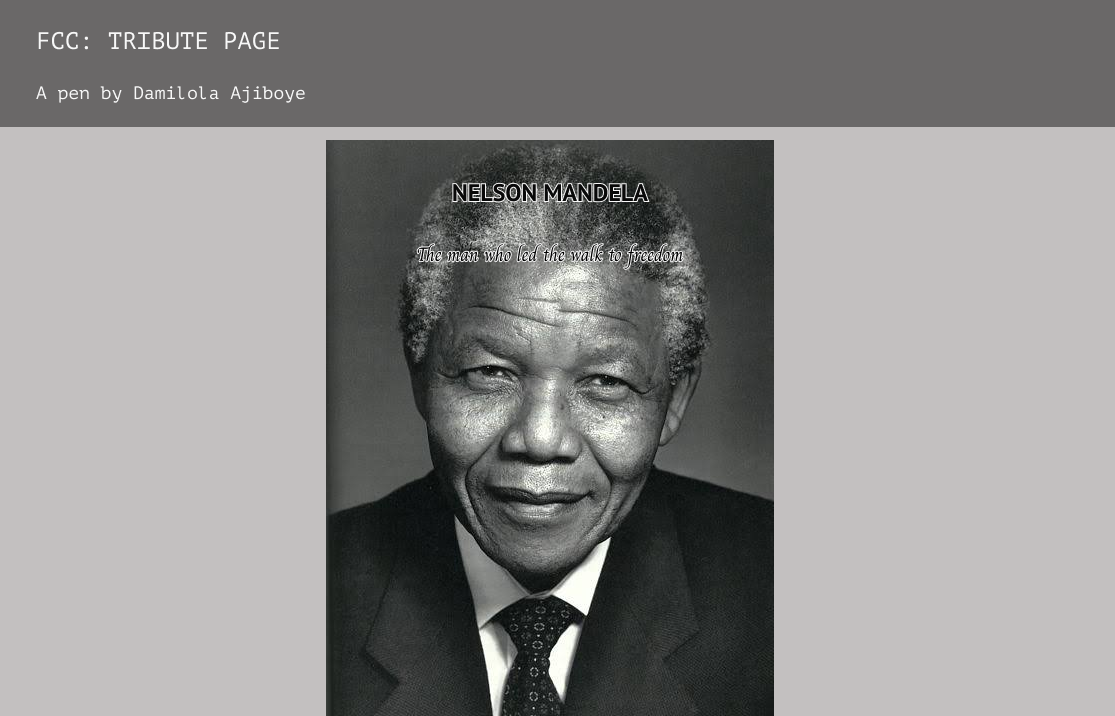 FCC: TRIBUTE PAGE
A pen by Damilola Ajiboye
NELSON MANDELA
The man who led the walk to freedom